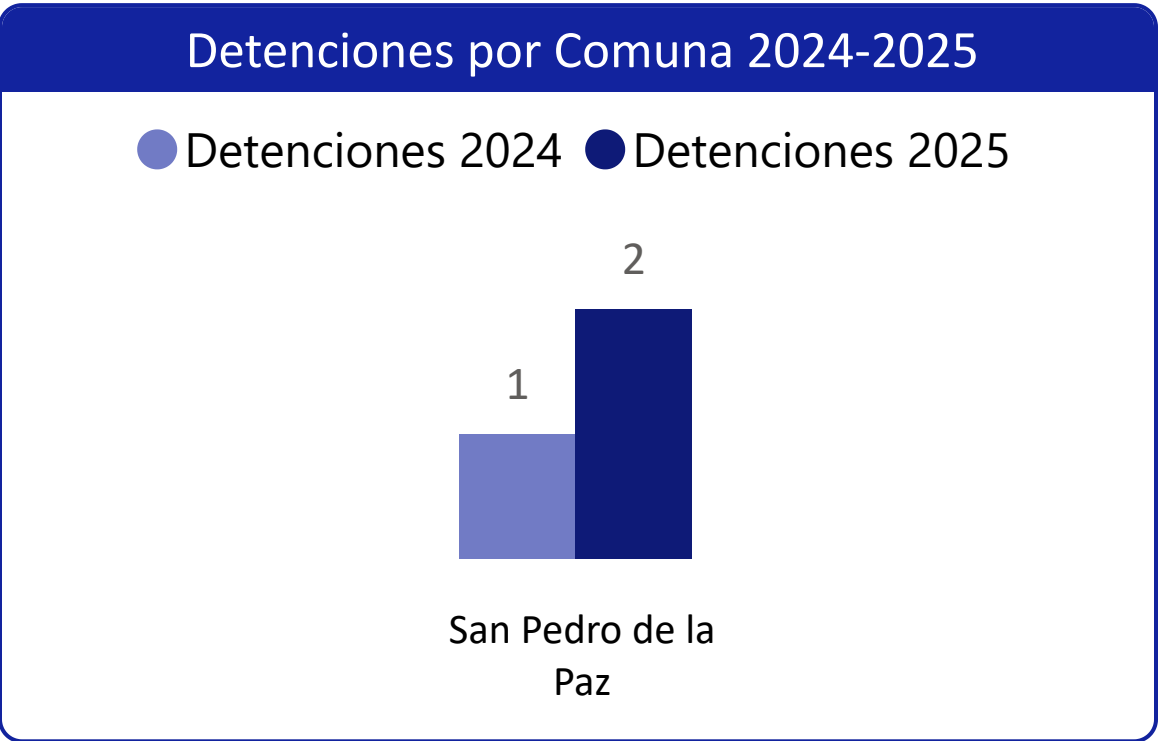 Detenciones por Comuna 2024-2025
Detenciones 2024 Detenciones 2025
2
1
San Pedro de la
Paz